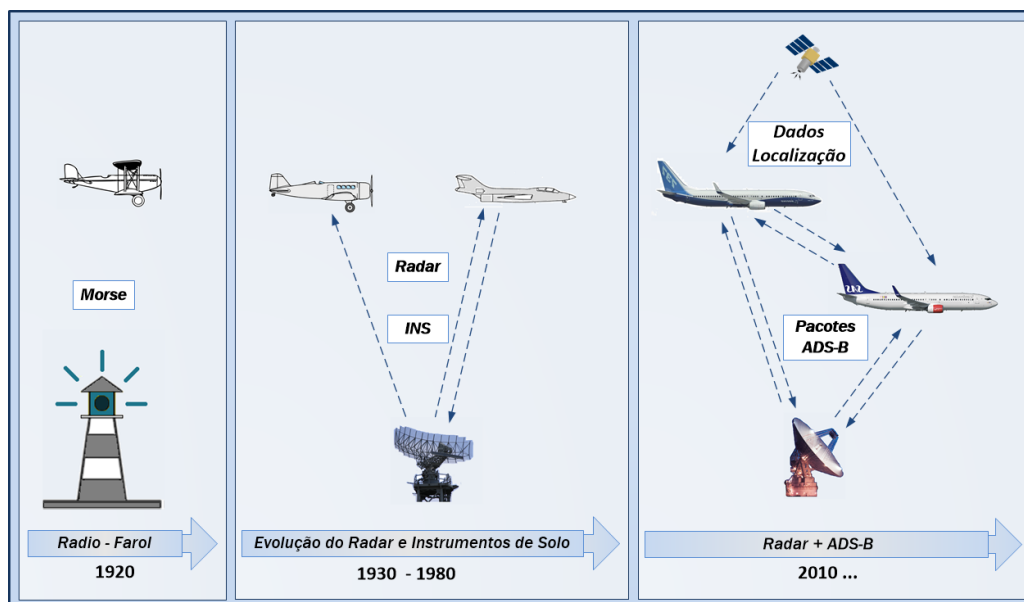 Morse
Radio - Farol
1920
Radar
INS
Evolução do Radar e Instrumentos de Solo
1930 - 1980
Dados
Localização
Pacotes
ADS-B
Radar + ADS-B
2010 ...